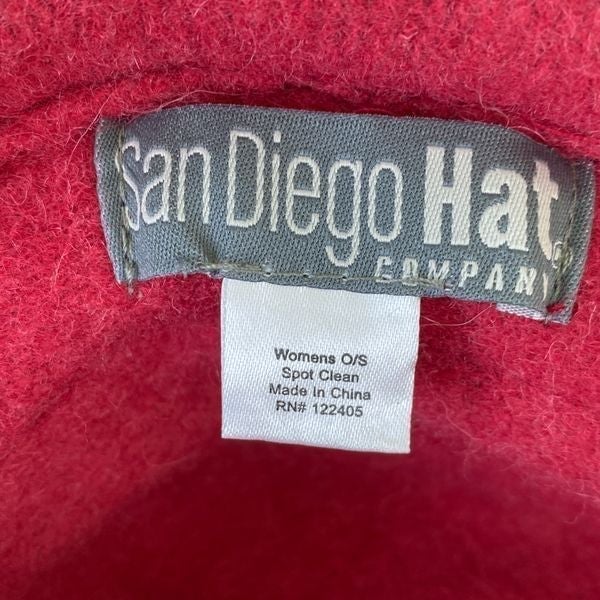 San Diego Hat
COMPANY
Womens O/S
Spot Clean
Made In China
RN# 122405